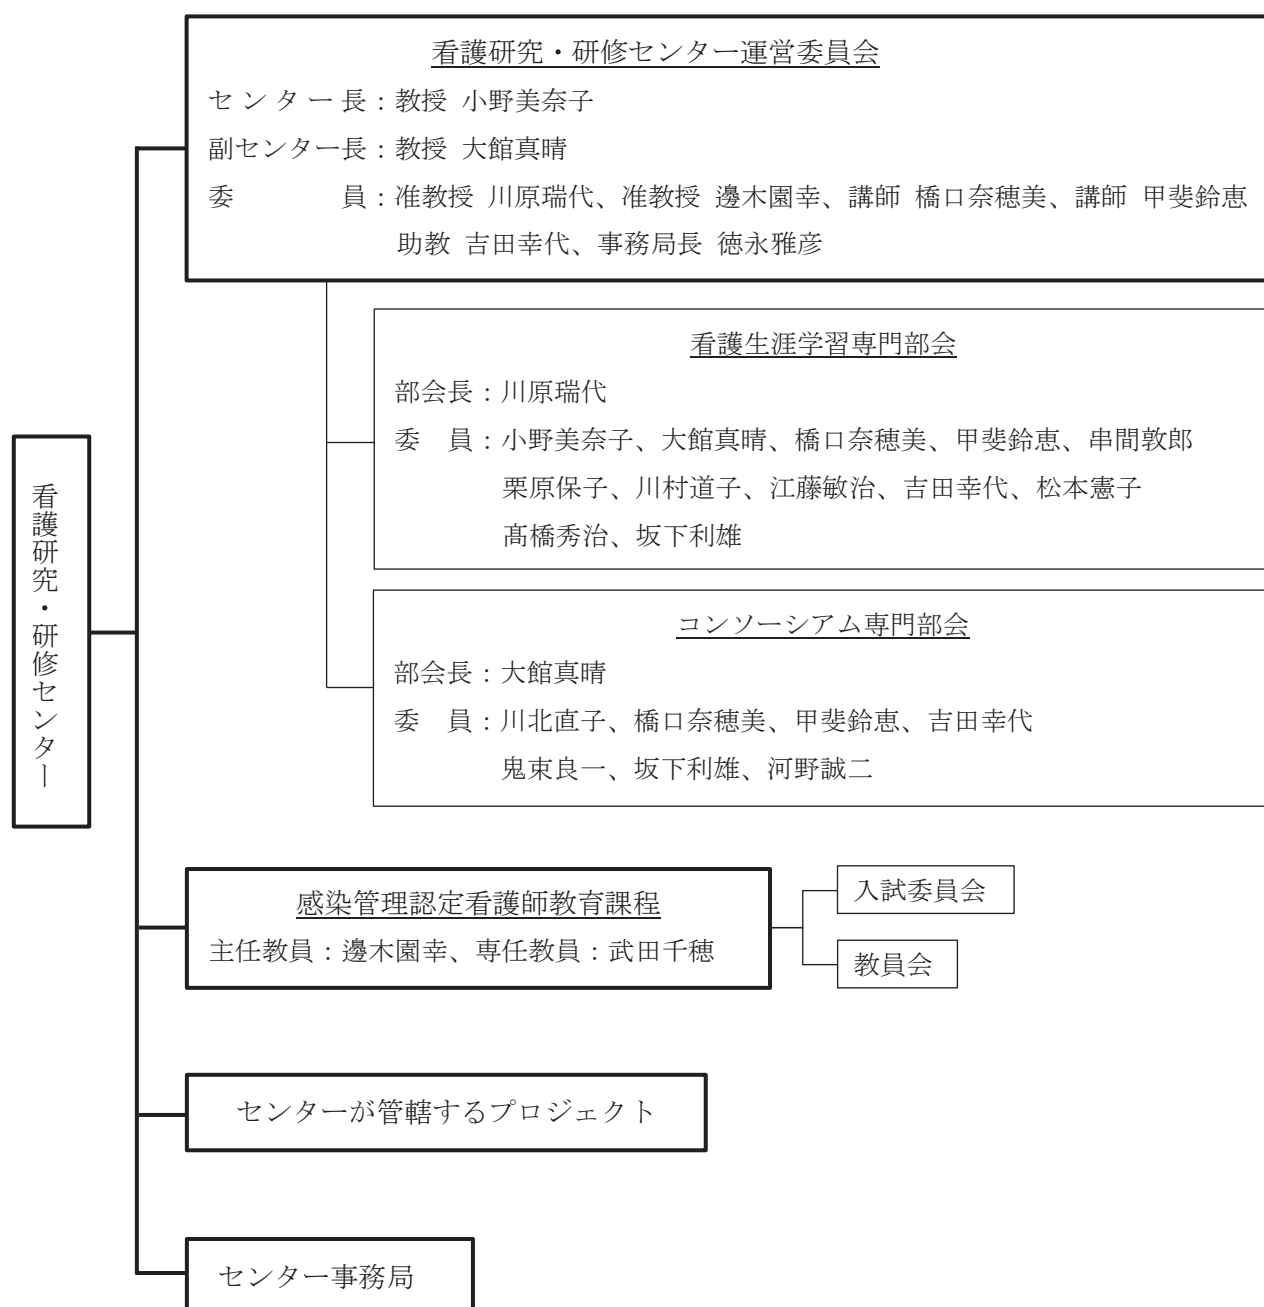 看護研究・研修センター
看護研究・研修センター運営委員会
センター長：教授 小野美奈子
副センター長：教授 大館真晴
委　　　員：准教授 川原瑞代、准教授 邊木園幸、講師 橋口奈穂美、講師 甲斐鈴恵
助教 吉田幸代、事務局長 徳永雅彦
看護生涯学習専門部会
部会長：川原瑞代
委　員：小野美奈子、大館真晴、橋口奈穂美、甲斐鈴恵、串間敦郎
栗原保子、川村道子、江藤敏治、吉田幸代、松本憲子
髙橋秀治、坂下利雄
コンソーシアム専門部会
部会長：大館真晴
委　員：川北直子、橋口奈穂美、甲斐鈴恵、吉田幸代
鬼束良一、坂下利雄、河野誠二
感染管理認定看護師教育課程
主任教員：邊木園幸、専任教員：武田千穂
入試委員会
教員会
センターが管轄するプロジェクト
センター事務局